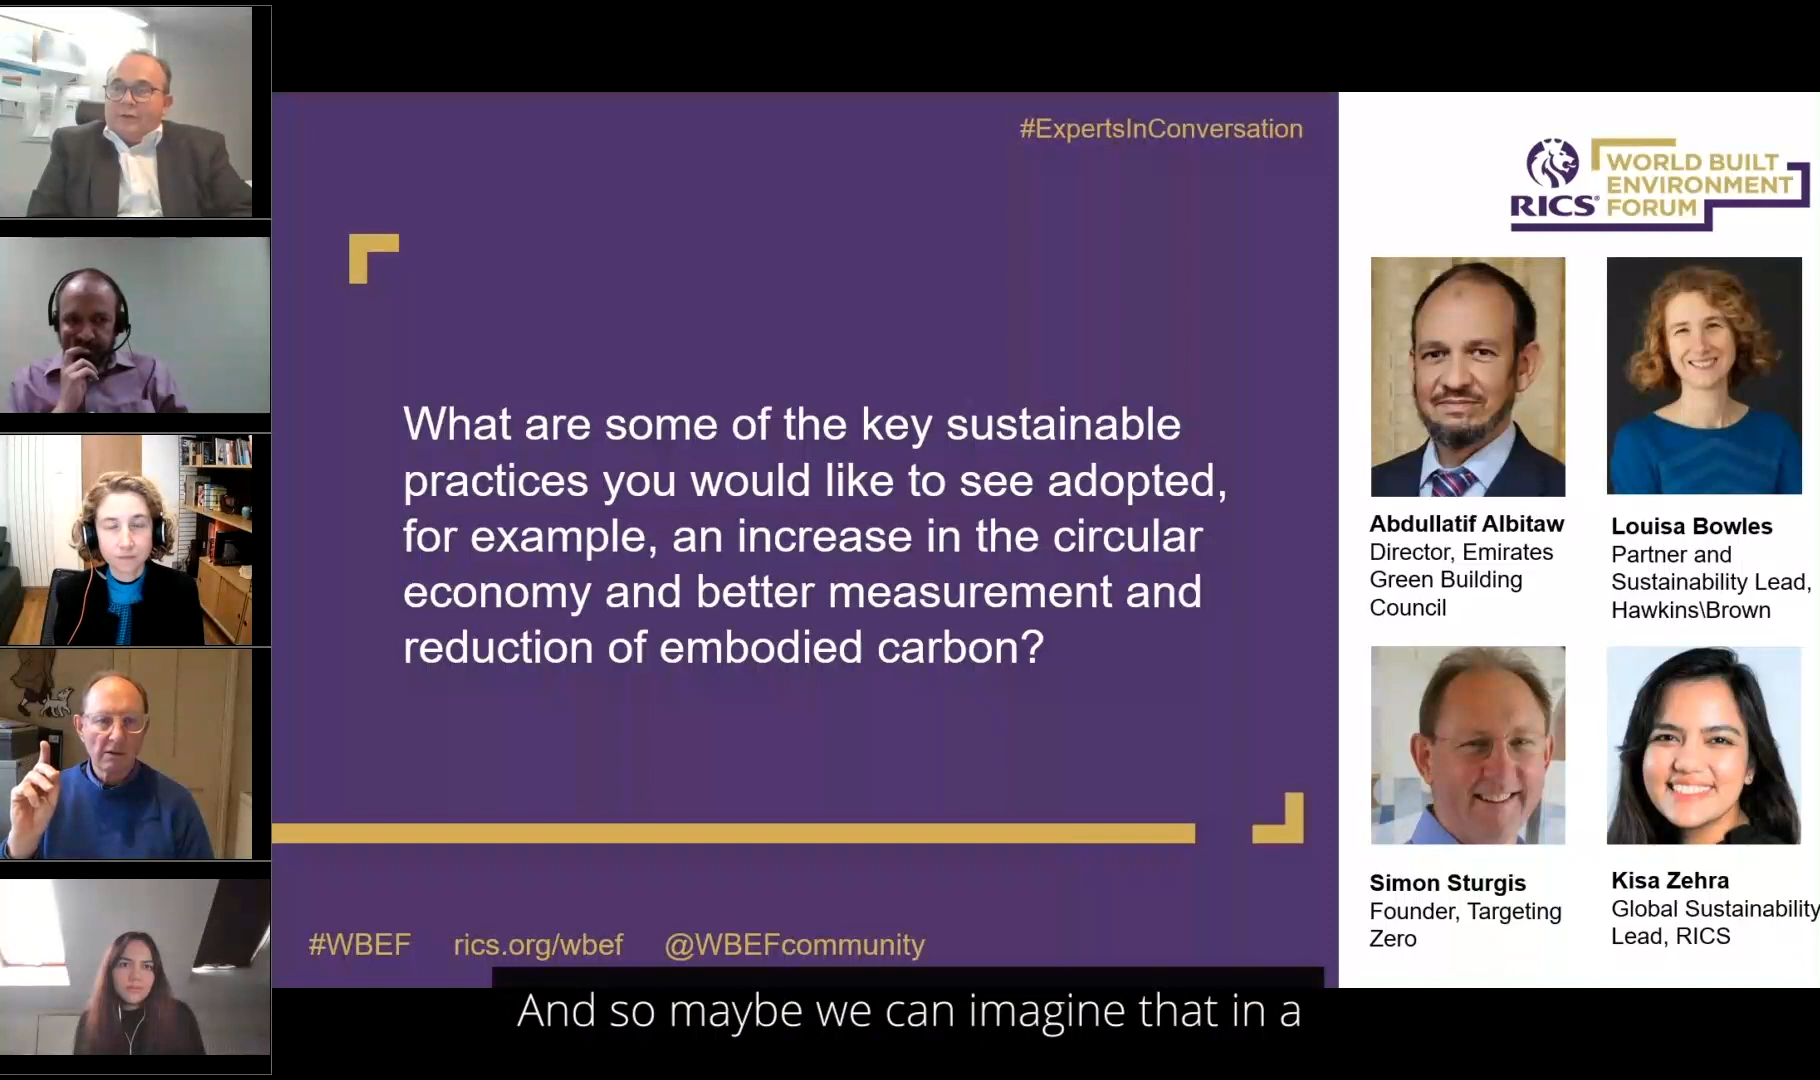 #ExpertsInConversation
What are some of the key sustainable
practices you would like to see adopted,
for example, an increase in the circular
economy and better measurement and
reduction of embodied carbon?
#WBEF rics.org/wbef @WBEFcommunity
RICS®
WORLD BUILT
ENVIRONMENT
FORUM
Abdullatif Albitaw
Director, Emirates
Green Building
Council
Louisa Bowles
Partner and
Sustainability Lead,
Hawkins\Brown
Simon Sturgis
Founder, Targeting
Zero
Kisa Zehra
Global Sustainability
Lead, RICS
And so maybe we can imagine that in a